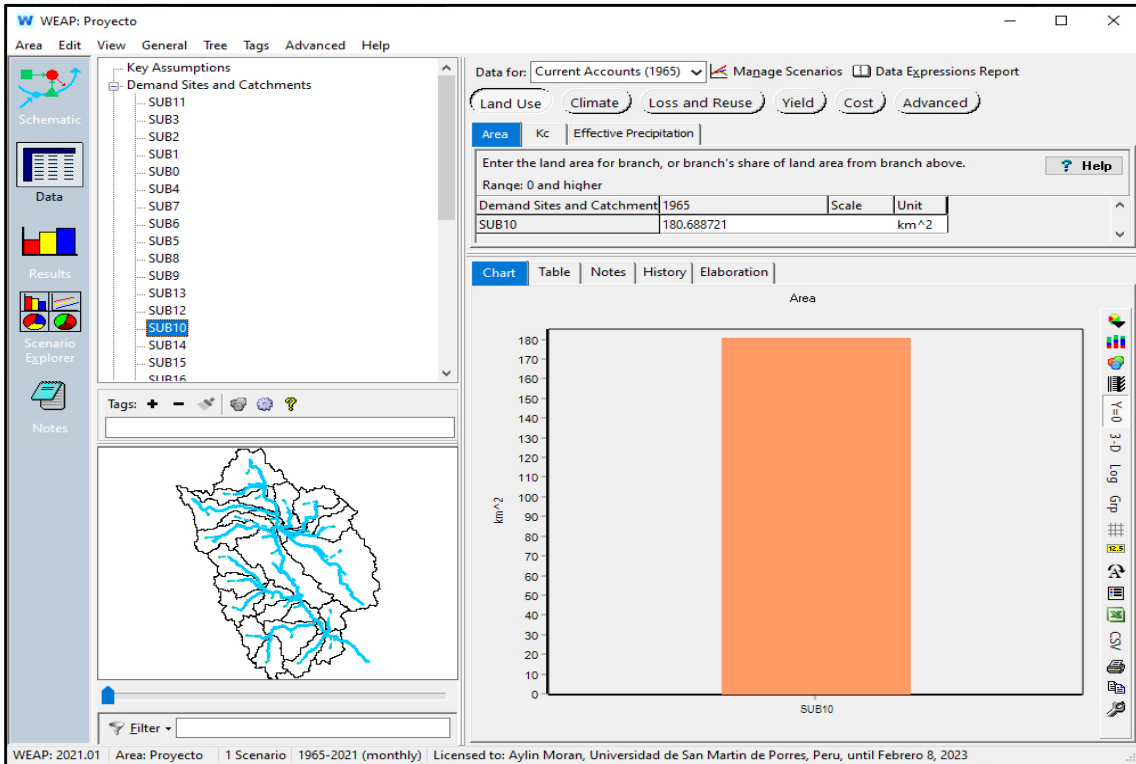 WEAP: Proyecto
Area Edit View General Tree Tags Advanced Help
Schematic
Data
Results
Scenario
Explorer
Notes
Key Assumptions
Demand Sites and Catchments
SUB11
SUB3
SUB2
SUB1
SUB0
SUB4
SUB7
SUB6
SUB5
SUB8
SUB9
SUB13
SUB12
SUB10
SUB14
SUB15
SUB16
Tags:
Filter
Data for: Current Accounts (1965) Manage Scenarios Data Expressions Report
Land Use Climate Loss and Reuse Yield Cost Advanced
Area Kc Effective Precipitation
Enter the land area for branch, or branch's share of land area from branch above.
Help
Range: 0 and higher
Demand Sites and Catchment 1965 Scale Unit
SUB10 180.688721 km^2
Chart Table Notes History Elaboration
Area
180
170
160
150
140
130
120
110
100
90
80
70
60
50
40
30
20
10
0
km^2
SUB10
Y=0
3-D
Log
Grp
12.5
CSV
WEAP: 2021.01 Area: Proyecto 1 Scenario 1965-2021 (monthly) Licensed to: Aylin Moran, Universidad de San Martin de Porres, Peru, until Febrero 8, 2023